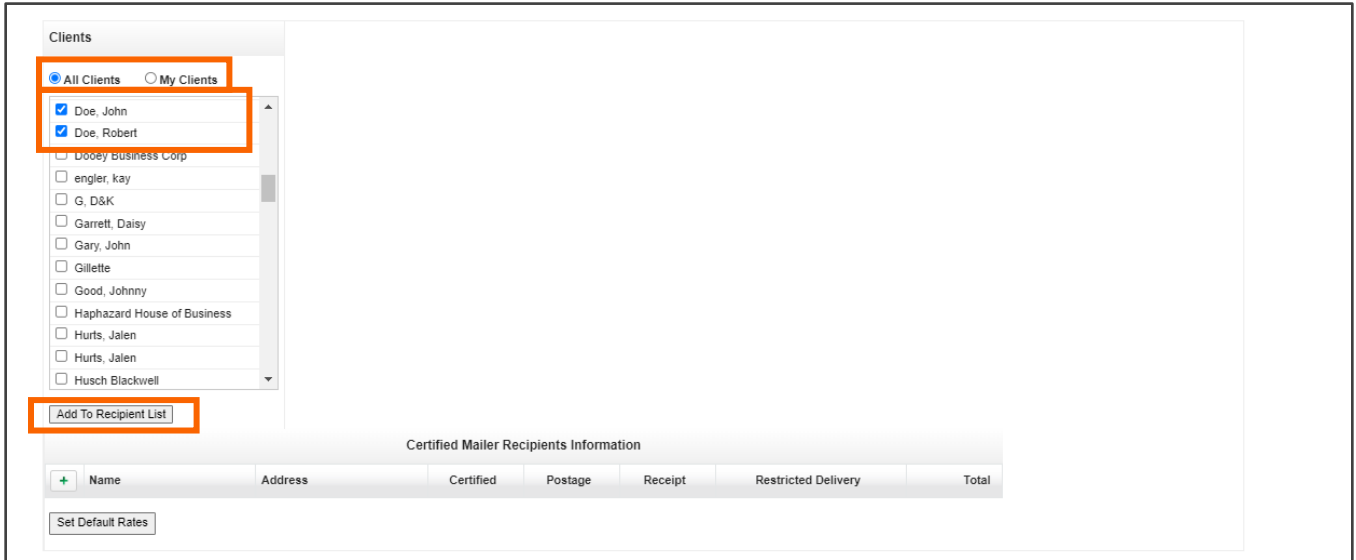 Clients
All Clients My Clients
Doe, John
Doe, Robert
Dooey Business Corp
engler, kay
G, D&K
Garrett, Daisy
Gary, John
Gillette
Good, Johnny
Haphazard House of Business
Hurts, Jalen
Hurts, Jalen
Husch Blackwell
Add To Recipient List
Certified Mailer Recipients Information
+ Name Address Certified Postage Receipt Restricted Delivery Total
Set Default Rates